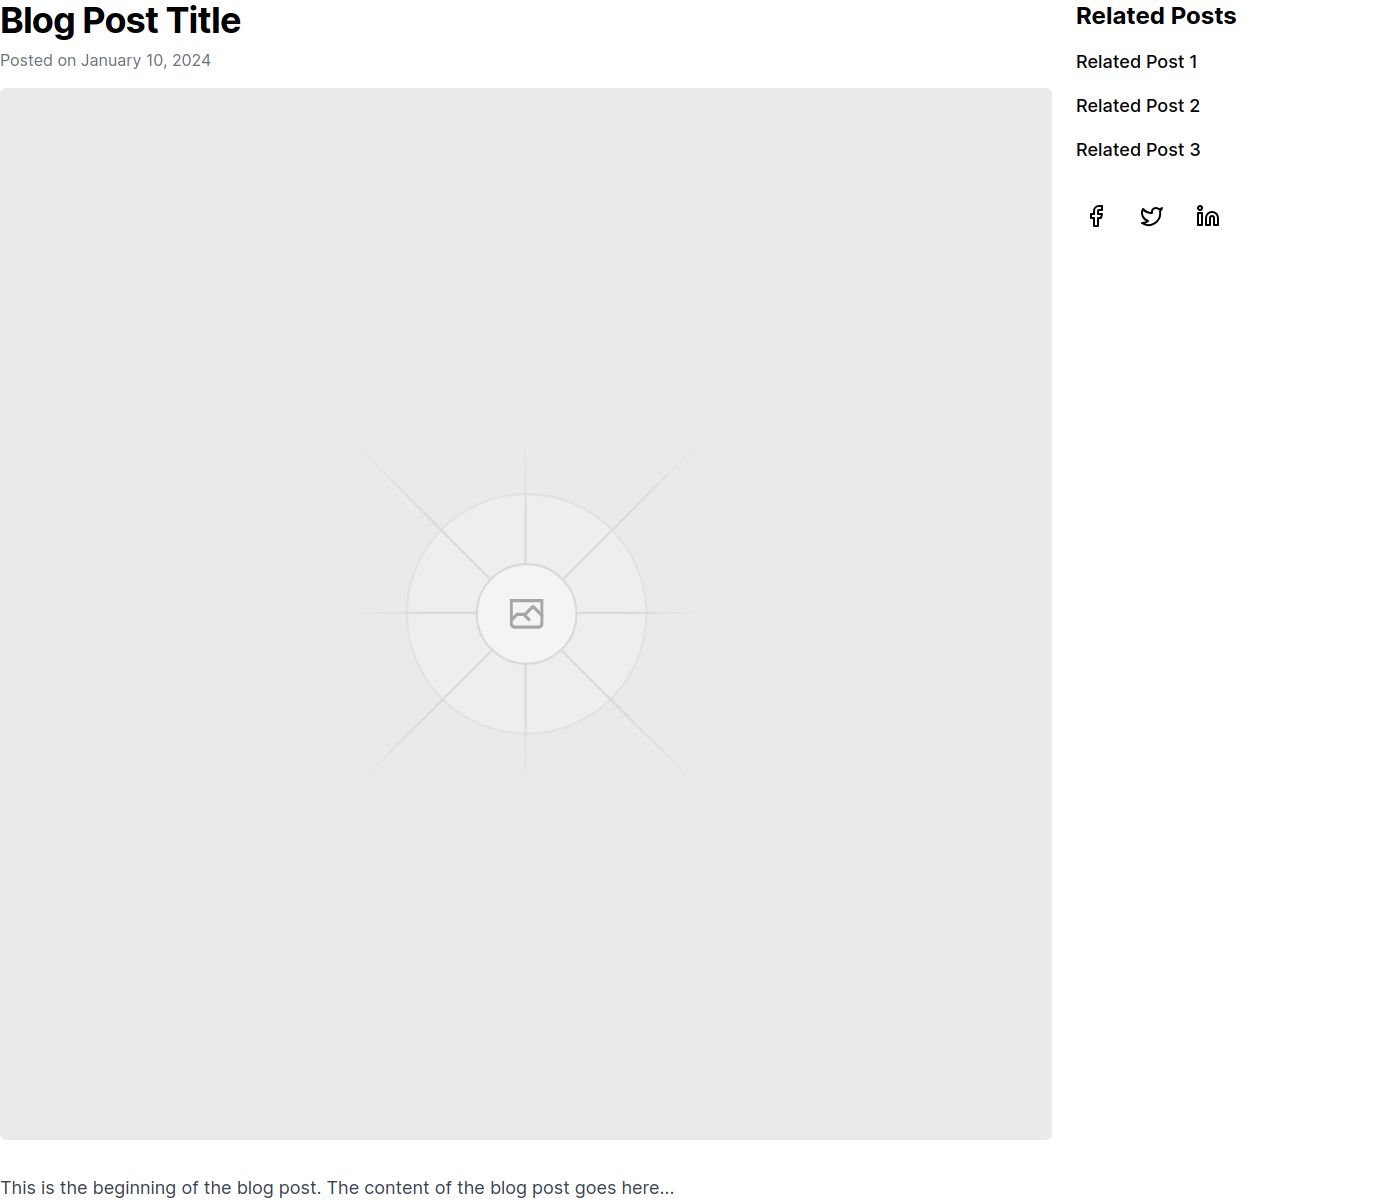 Blog Post Title
Posted on January 10, 2024
This is the beginning of the blog post. The content of the blog post goes here...
Related Posts
Related Post 1
Related Post 2
Related Post 3